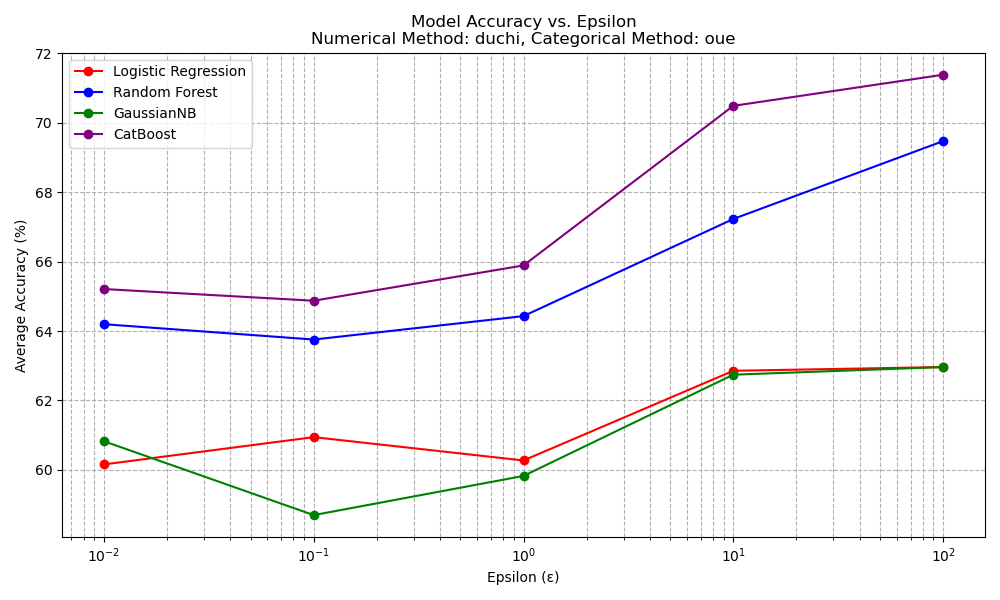 Model Accuracy vs. Epsilon
Numerical Method: duchi, Categorical Method: oue
Logistic Regression
Random Forest
GaussianNB
CatBoost
Average Accuracy (%)
72
70
68
66
64
62
60
10⁻² 10⁻¹ 10⁰ 10¹ 10²
Epsilon (ε)